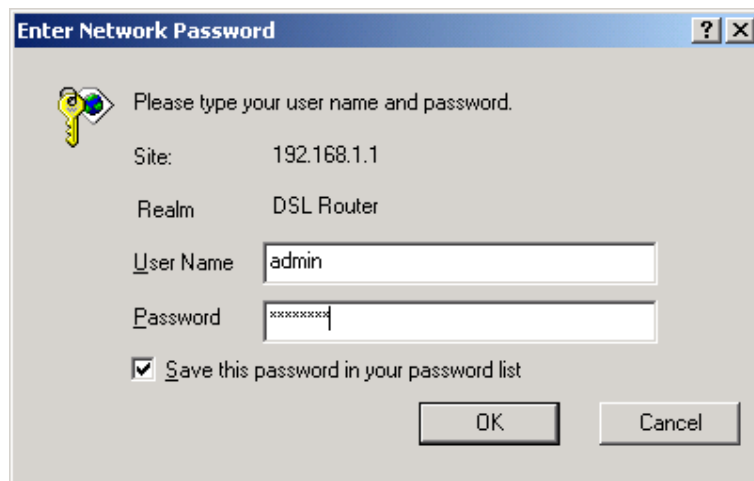 Enter Network Password
Please type your user name and password.
Site: 192.168.1.1
Realm DSL Router
User Name admin
Password ********
Save this password in your password list
OK Cancel